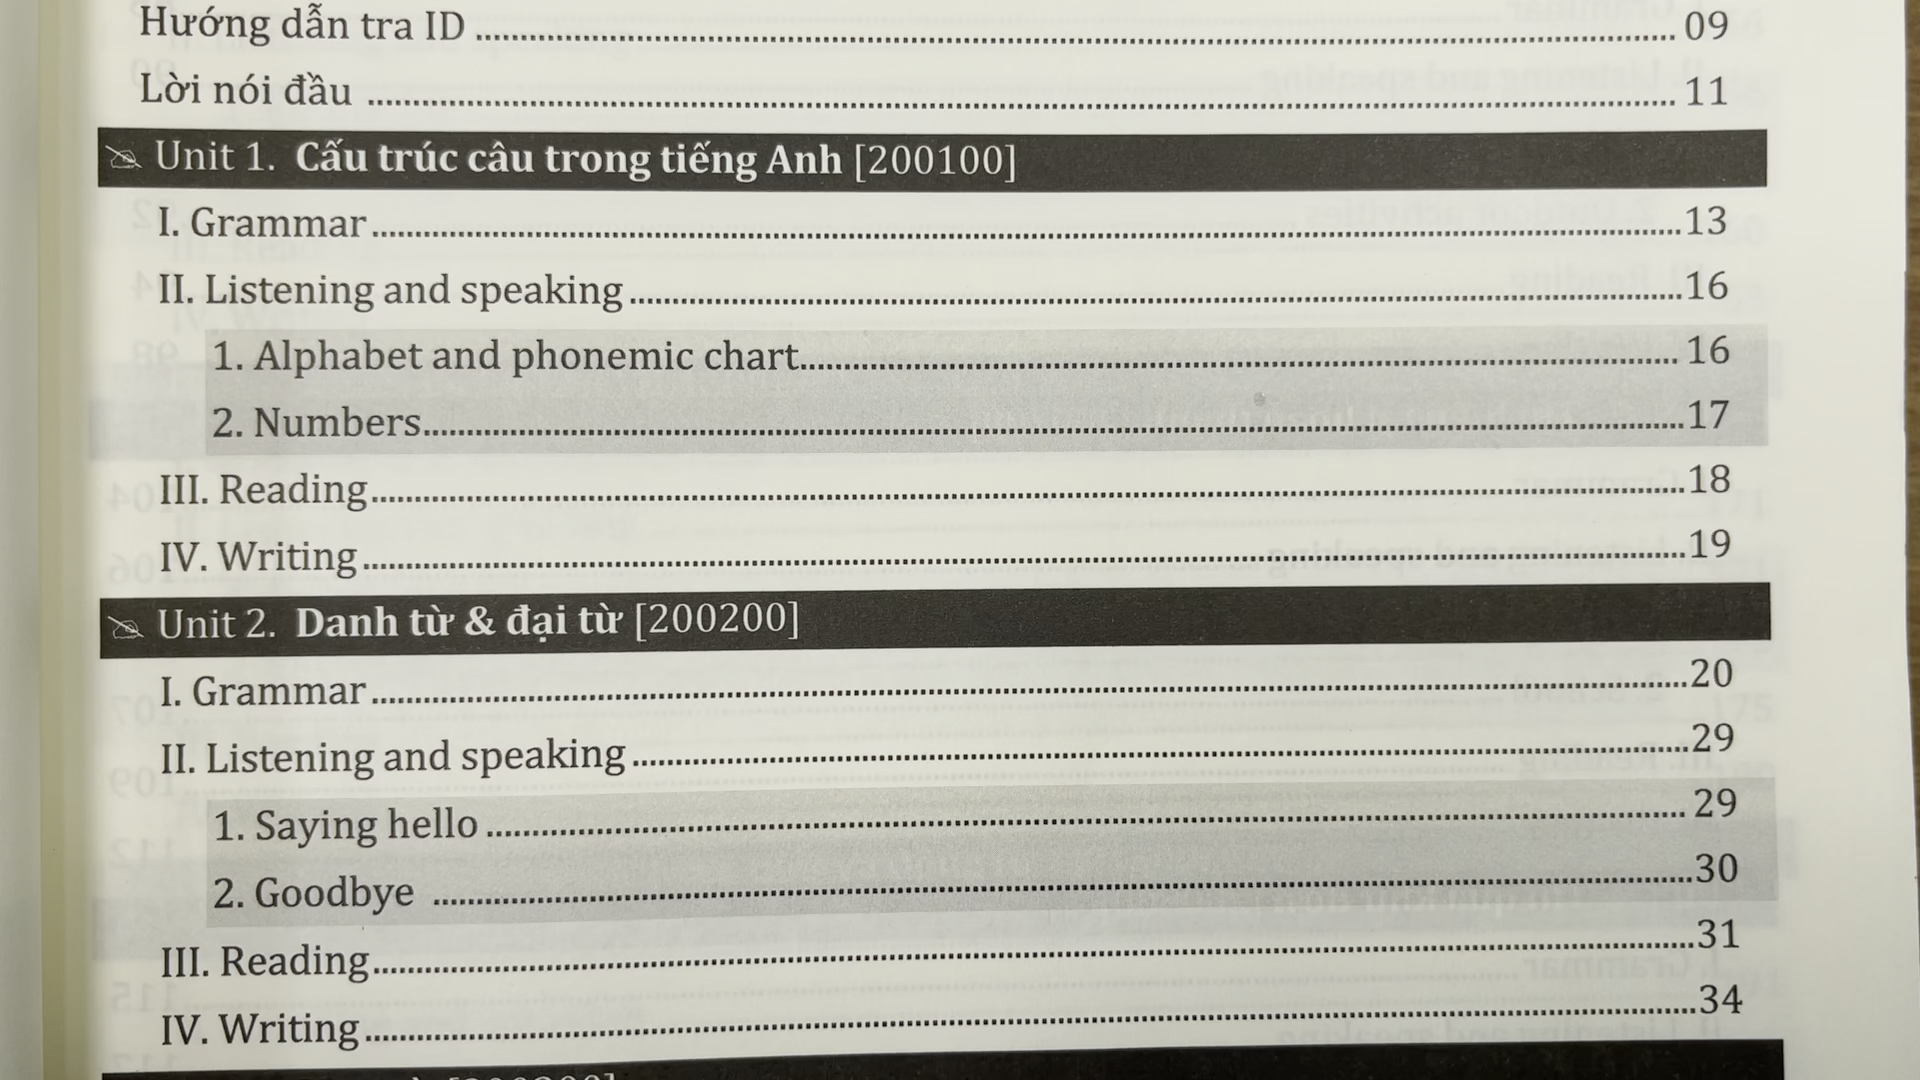 Hướng dẫn tra ID ........ 09
Lời nói đầu ........ 11
Unit 1. Cấu trúc câu trong tiếng Anh [200100]
I. Grammar ........ 13
II. Listening and speaking ........ 16
1. Alphabet and phonemic chart ........ 16
2. Numbers ........ 17
III. Reading ........ 18
IV. Writing ........ 19
Unit 2. Danh từ & đại từ [200200]
I. Grammar ........ 20
II. Listening and speaking ........ 29
1. Saying hello ........ 29
2. Goodbye ........ 30
III. Reading ........ 31
IV. Writing ........ 34